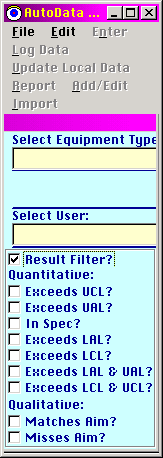 AutoData ...
File Edit Enter
Log Data
Update Local Data
Report Add/Edit
Import
Select Equipment Type
Select User:
Result Filter?
Quantitative:
Exceeds UCL?
Exceeds UAL?
In Spec?
Exceeds LAL?
Exceeds LCL?
Exceeds LAL & UAL?
Exceeds LCL & UCL?
Qualitative:
Matches Aim?
Misses Aim?